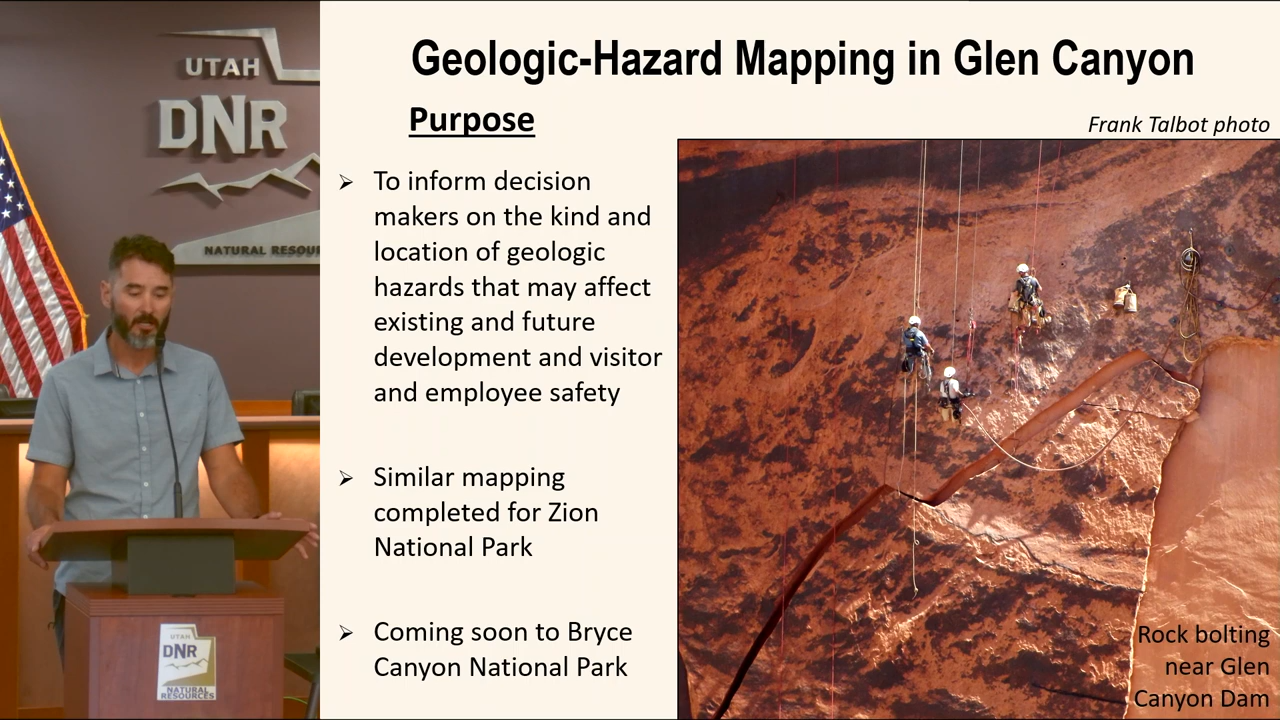 UTAH
DNR
NATURAL RESOUR
UTAH
DNR
NATURAL
RESOURCES
Geologic-Hazard Mapping in Glen Canyon
Purpose
Frank Talbot photo
➢ To inform decision
makers on the kind and
location of geologic
hazards that may affect
existing and future
development and visitor
and employee safety
➢ Similar mapping
completed for Zion
National Park
➢ Coming soon to Bryce
Canyon National Park
Rock bolting
near Glen
Canyon Dam